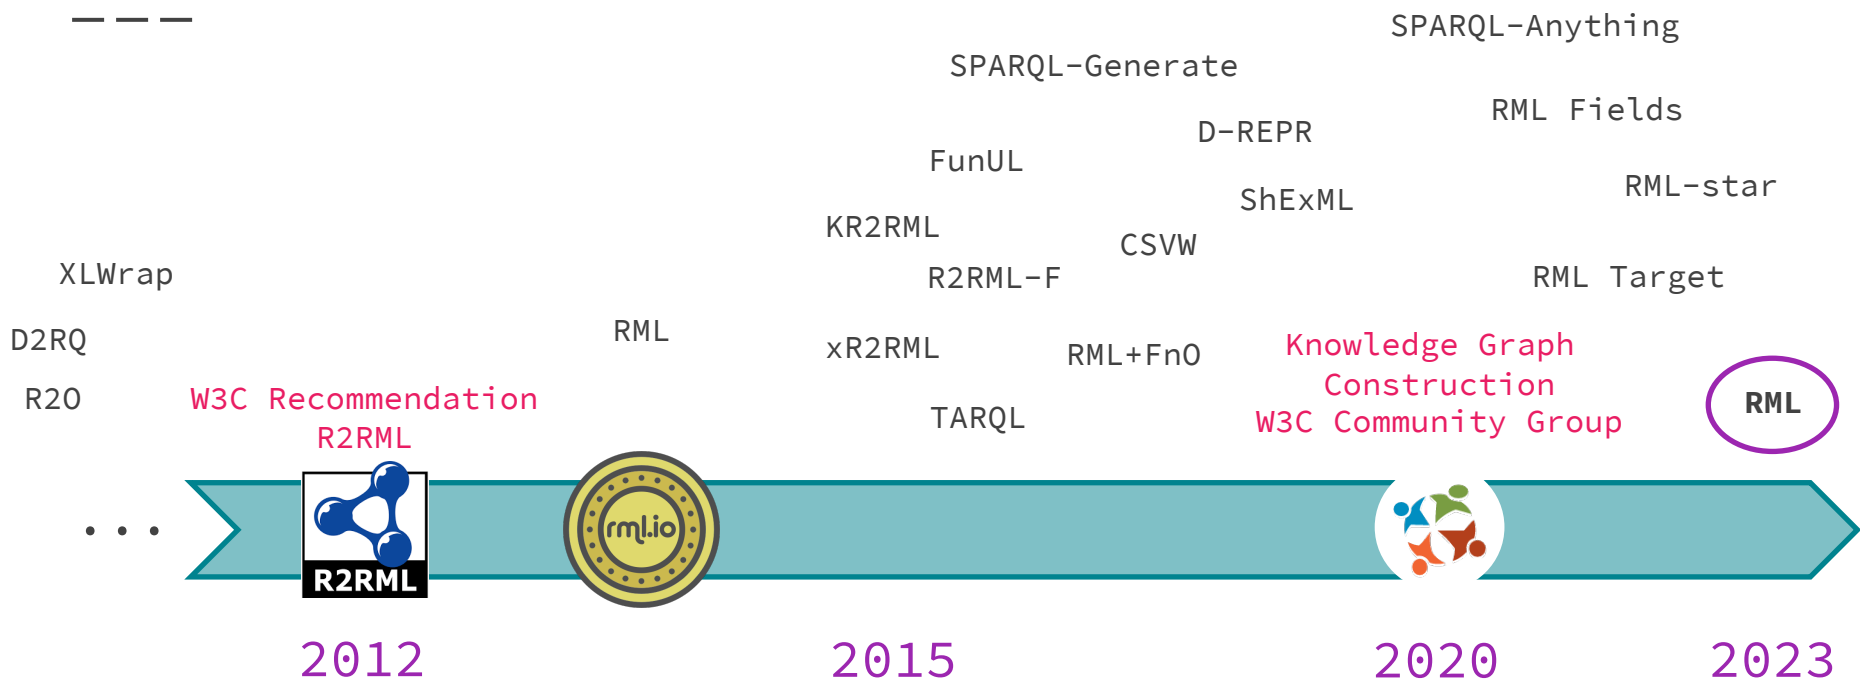 SPARQL-Anything
SPARQL-Generate
RML Fields
D-REPR
FunUL
RML-star
ShExML
KR2RML
CSVW
XLWrap
R2RML-F
RML Target
RML
D2RQ
xR2RML
RML+FnO
Knowledge Graph
Construction
W3C Community Group
R2O
W3C Recommendation
R2RML
TARQL
RML
rml.io
R2RML
...
2012
2015
2020
2023